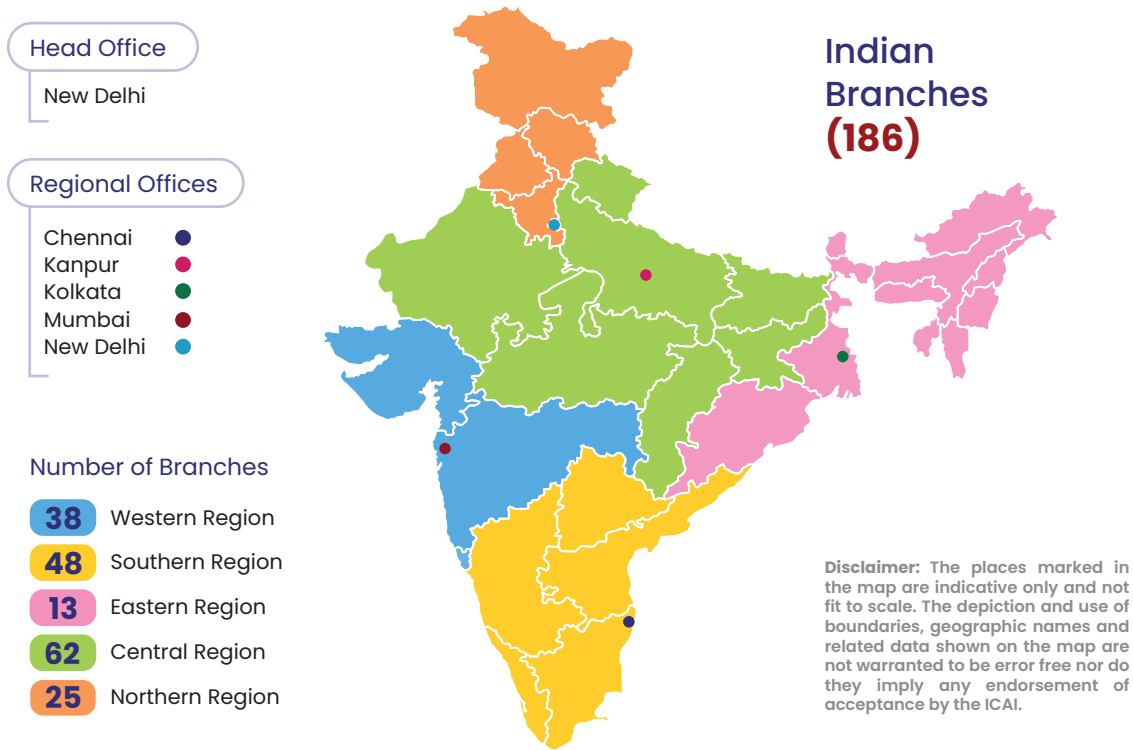 Head Office
New Delhi
Regional Offices
Chennai
Kanpur
Kolkata
Mumbai
New Delhi
Number of Branches
38 Western Region
48 Southern Region
13 Eastern Region
62 Central Region
25 Northern Region
Indian
Branches
(186)
Disclaimer: The places marked in
the map are indicative only and not
fit to scale. The depiction and use of
boundaries, geographic names and
related data shown on the map are
not warranted to be error free nor do
they imply any endorsement of
acceptance by the ICAI.